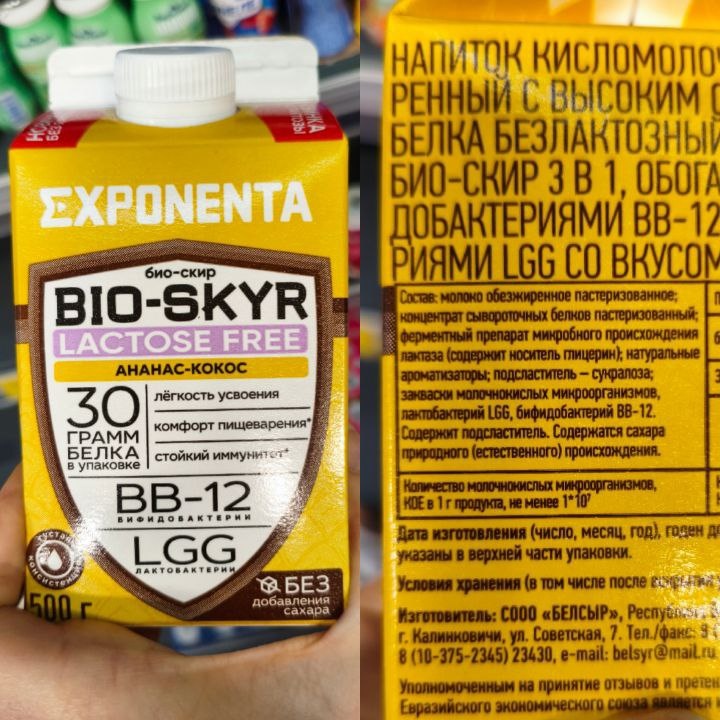 EXPONENTA
био-скир
BIO-SKYR
LACTOSE FREE
АНАНАС-КОКОС
30
ГРАММ
БЕЛКА
в упаковке
лёгкость усвоения
комфорт пищеварения*
стойкий иммунитет*
BB-12
БИФИДОБАКТЕРИИ
LGG
ЛАКТОБАКТЕРИИ
БЕЗ
добавления
сахара
500 г
НАПИТОК КИСЛОМОЛОЧ
РЕННЫЙ С ВЫСОКИМ С
БЕЛКА БЕЗЛАКТОЗНЫЙ
БИО-СКИР 3 В 1, ОБОГА
ДОБАКТЕРИЯМИ BB-12
РИЯМИ LGG СО ВКУСОМ
Состав: молоко обезжиренное пастеризованное;
концентрат сывороточных белков пастеризованный;
ферментный препарат микробного происхождения
лактаза (содержит носитель глицерин); натуральные
ароматизаторы; подсластитель – сукралоза;
закваски молочнокислых микроорганизмов,
лактобактерий LGG, бифидобактерий BB-12.
Содержит подсластитель. Содержатся сахара
природного (естественного) происхождения.
Количество молочнокислых микроорганизмов,
КОЕ в 1 г продукта, не менее 1*10⁷
Дата изготовления (число, месяц, год), годен до
указаны в верхней части упаковки.
Условия хранения (в том числе после вскрытия
Изготовитель: СООО «БЕЛСЫР», Республ
г. Калинковичи, ул. Советская, 7. Тел./факс: 9
8 (10-375-2345) 23430, e-mail: belsyr@mail.ru
Уполномоченным на принятие отзывов и претен
Евразийского экономического союза является